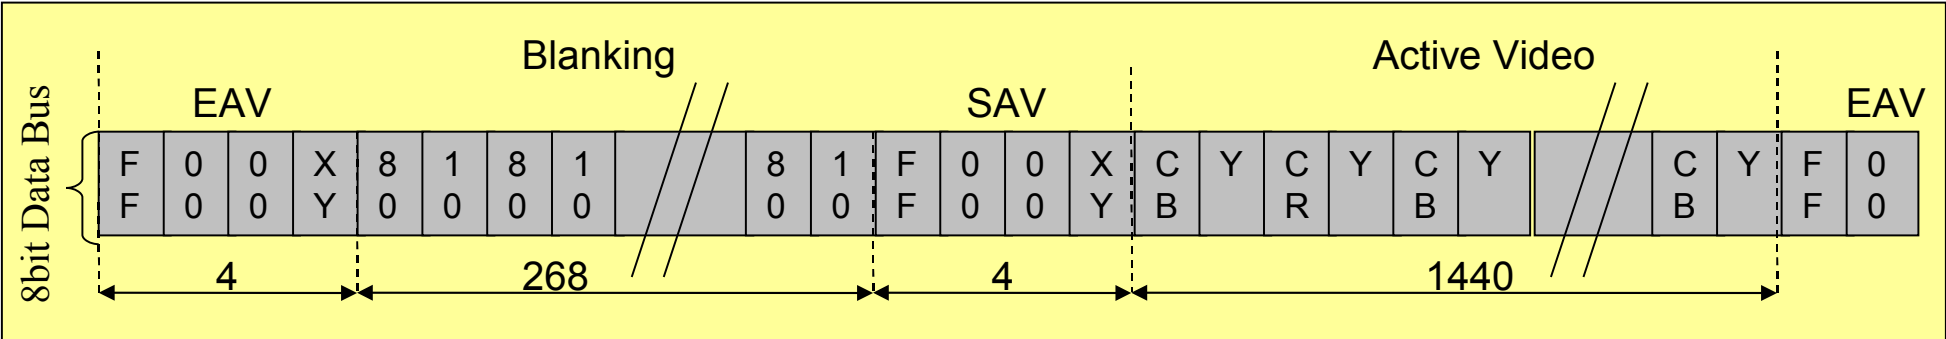 Blanking Active Video
EAV SAV EAV
8bit Data Bus
F 0 0 X 8 1 8 1 8 1 F 0 0 X C Y C Y C Y C Y F 0
F 0 0 Y 0 0 0 0 0 0 F 0 0 Y B R B B F 0
4 268 4 1440